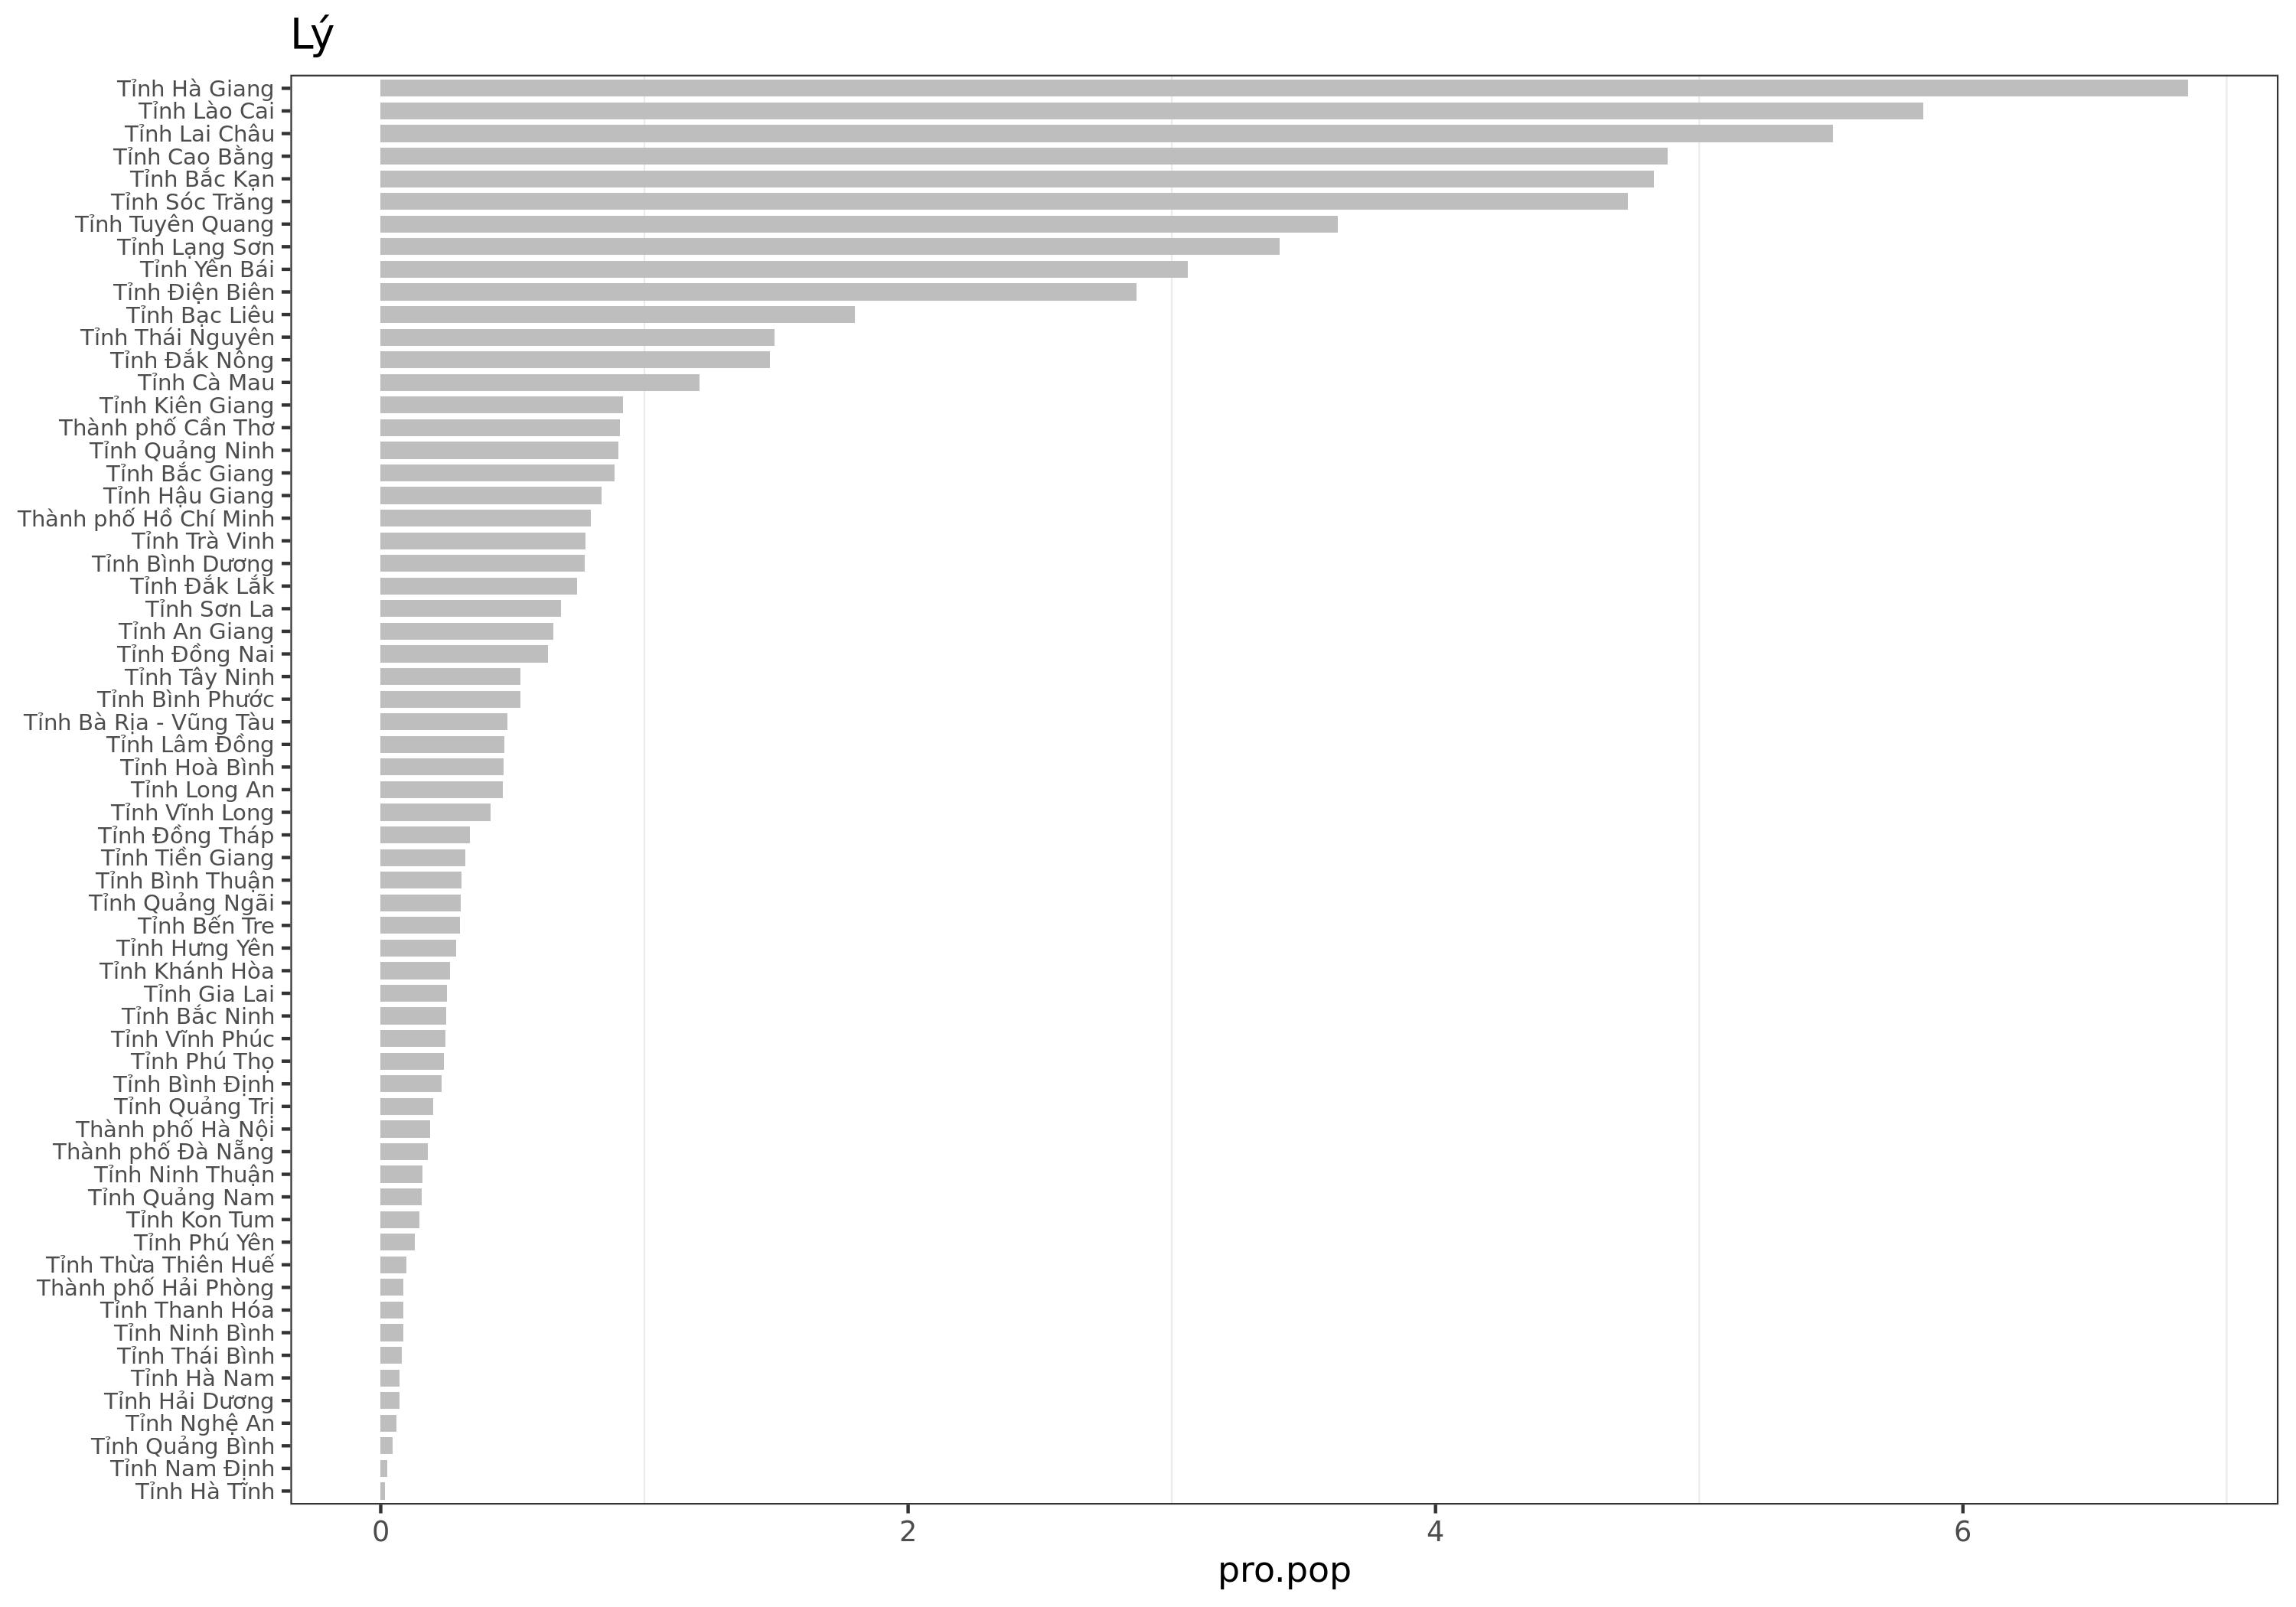 Lý
Tỉnh Hà Giang
Tỉnh Lào Cai
Tỉnh Lai Châu
Tỉnh Cao Bằng
Tỉnh Bắc Kạn
Tỉnh Sóc Trăng
Tỉnh Tuyên Quang
Tỉnh Lạng Sơn
Tỉnh Yên Bái
Tỉnh Điện Biên
Tỉnh Bạc Liêu
Tỉnh Thái Nguyên
Tỉnh Đắk Nông
Tỉnh Cà Mau
Tỉnh Kiên Giang
Thành phố Cần Thơ
Tỉnh Quảng Ninh
Tỉnh Bắc Giang
Tỉnh Hậu Giang
Thành phố Hồ Chí Minh
Tỉnh Trà Vinh
Tỉnh Bình Dương
Tỉnh Đắk Lắk
Tỉnh Sơn La
Tỉnh An Giang
Tỉnh Đồng Nai
Tỉnh Tây Ninh
Tỉnh Bình Phước
Tỉnh Bà Rịa - Vũng Tàu
Tỉnh Lâm Đồng
Tỉnh Hoà Bình
Tỉnh Long An
Tỉnh Vĩnh Long
Tỉnh Đồng Tháp
Tỉnh Tiền Giang
Tỉnh Bình Thuận
Tỉnh Quảng Ngãi
Tỉnh Bến Tre
Tỉnh Hưng Yên
Tỉnh Khánh Hòa
Tỉnh Gia Lai
Tỉnh Bắc Ninh
Tỉnh Vĩnh Phúc
Tỉnh Phú Thọ
Tỉnh Bình Định
Tỉnh Quảng Trị
Thành phố Hà Nội
Thành phố Đà Nẵng
Tỉnh Ninh Thuận
Tỉnh Quảng Nam
Tỉnh Kon Tum
Tỉnh Phú Yên
Tỉnh Thừa Thiên Huế
Thành phố Hải Phòng
Tỉnh Thanh Hóa
Tỉnh Ninh Bình
Tỉnh Thái Bình
Tỉnh Hà Nam
Tỉnh Hải Dương
Tỉnh Nghệ An
Tỉnh Quảng Bình
Tỉnh Nam Định
Tỉnh Hà Tĩnh
0 2 4 6
pro.pop